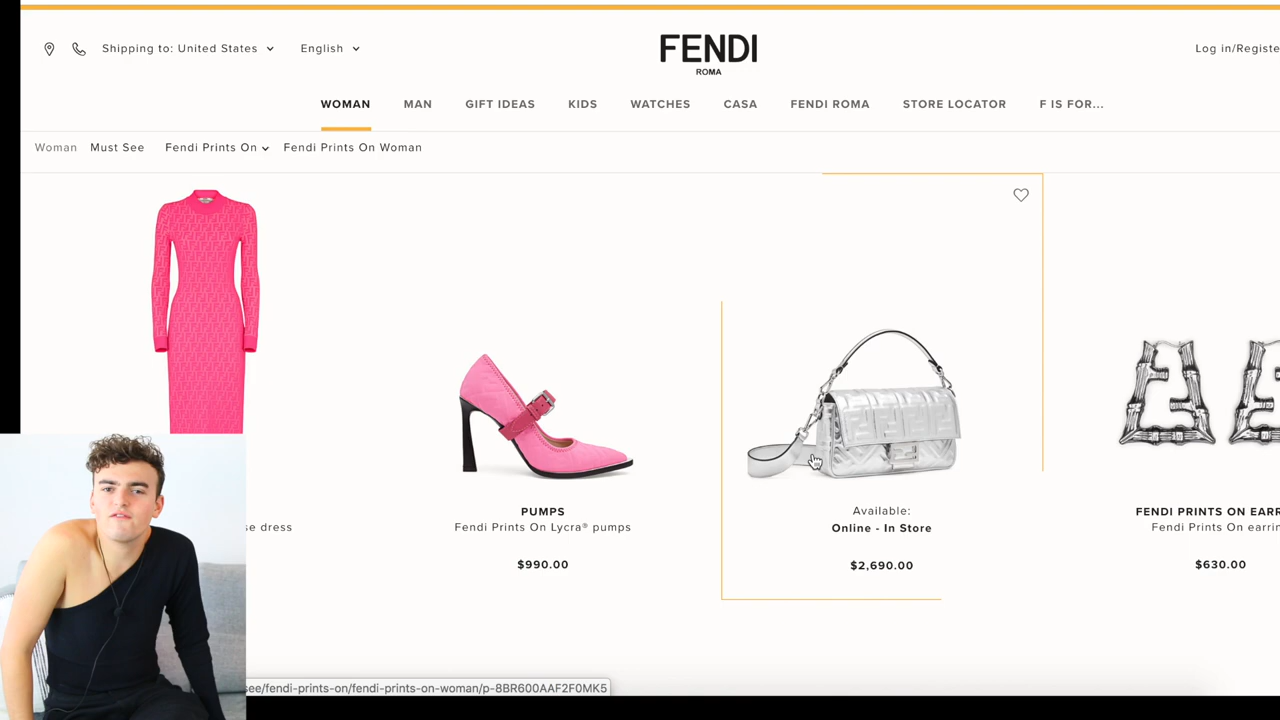 Shipping to: United States
English
FENDI
ROMA
Log in/Registe
WOMAN
MAN
GIFT IDEAS
KIDS
WATCHES
CASA
FENDI ROMA
STORE LOCATOR
F IS FOR...
Woman
Must See
Fendi Prints On
Fendi Prints On Woman
se dress
PUMPS
Fendi Prints On Lycra® pumps
$990.00
Available:
Online - In Store
$2,690.00
FENDI PRINTS ON EARR
Fendi Prints On earrin
$630.00
see/fendi-prints-on/fendi-prints-on-woman/p-8BR600AAF2F0MK5